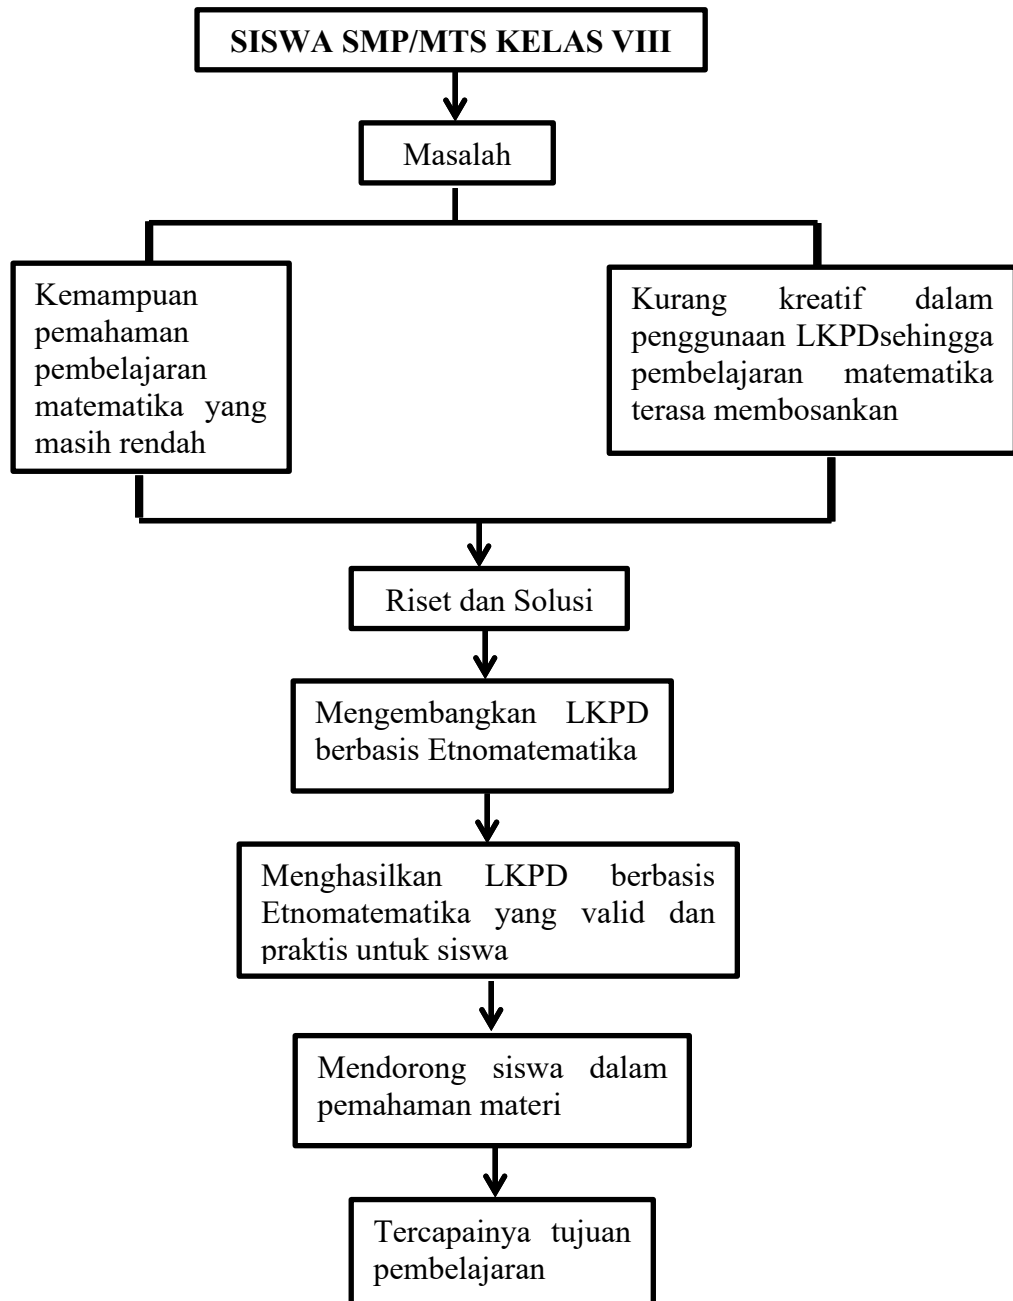 SISWA SMP/MTS KELAS VIII
Masalah
Kemampuan
pemahaman
pembelajaran
matematika yang
masih rendah
Kurang kreatif dalam
penggunaan LKPDsehingga
pembelajaran matematika
terasa membosankan
Riset dan Solusi
Mengembangkan LKPD
berbasis Etnomatematika
Menghasilkan LKPD berbasis
Etnomatematika yang valid dan
praktis untuk siswa
Mendorong siswa dalam
pemahaman materi
Tercapainya tujuan
pembelajaran